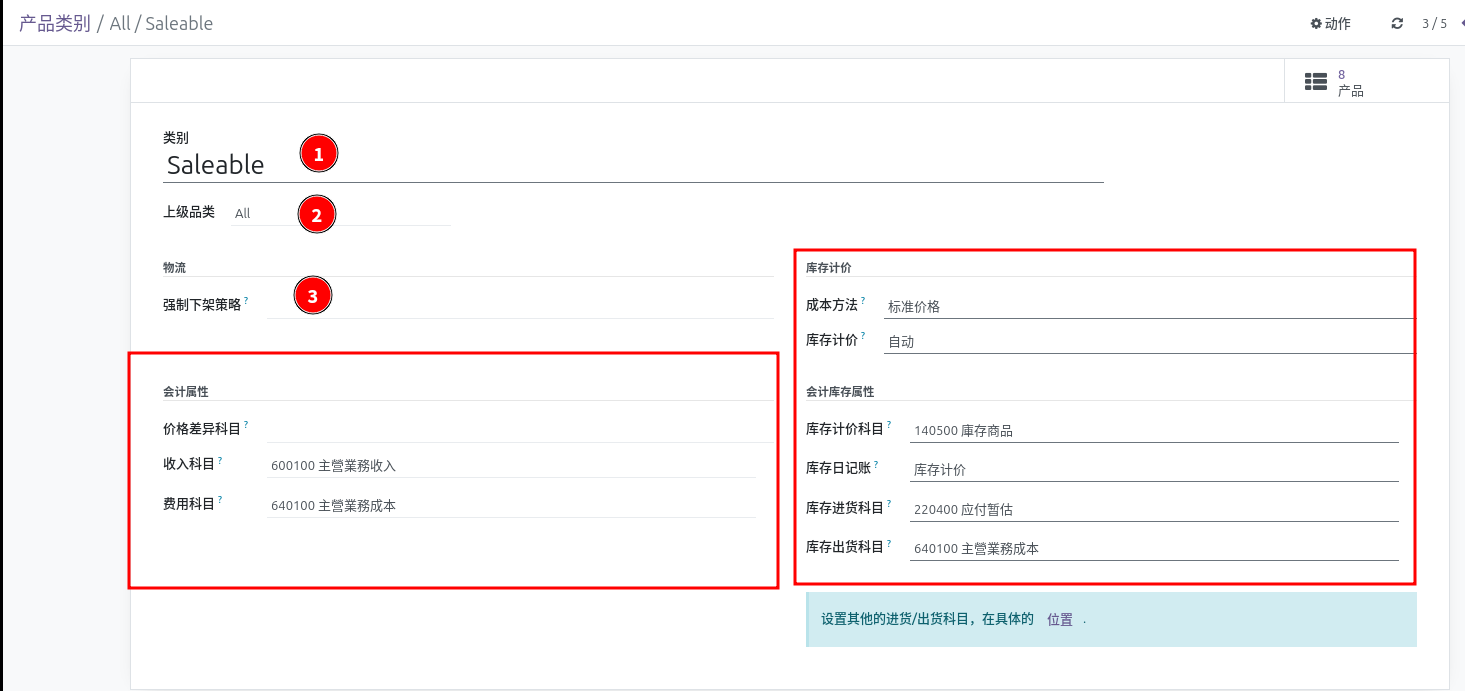 产品类别 / All / Saleable
动作
3 / 5
8
产品
类别
Saleable
1
上级品类 All
2
物流
强制下架策略 ?
3
库存计价
成本方法 ? 标准价格
库存计价 ? 自动
会计属性
价格差异科目 ?
收入科目 ? 600100 主營業務收入
费用科目 ? 640100 主營業務成本
会计库存属性
库存计价科目 ? 140500 庫存商品
库存日记账 ? 库存计价
库存进货科目 ? 220400 应付暂估
库存出货科目 ? 640100 主營業務成本
设置其他的进货/出货科目，在具体的 位置 .